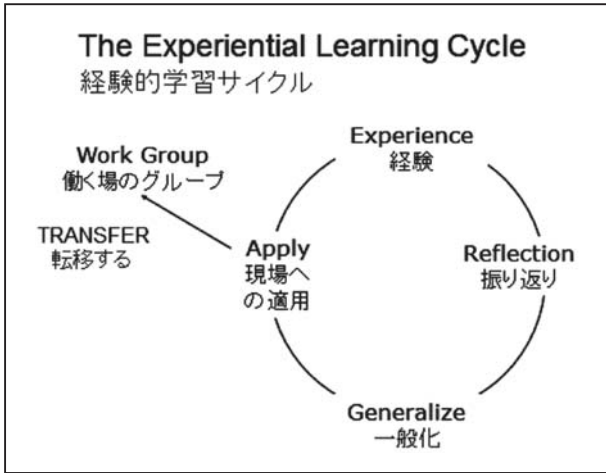 The Experiential Learning Cycle
経験的学習サイクル
Experience
経験
Work Group
働く場のグループ
TRANSFER
転移する
Apply
現場へ
の適用
Reflection
振り返り
Generalize
一般化